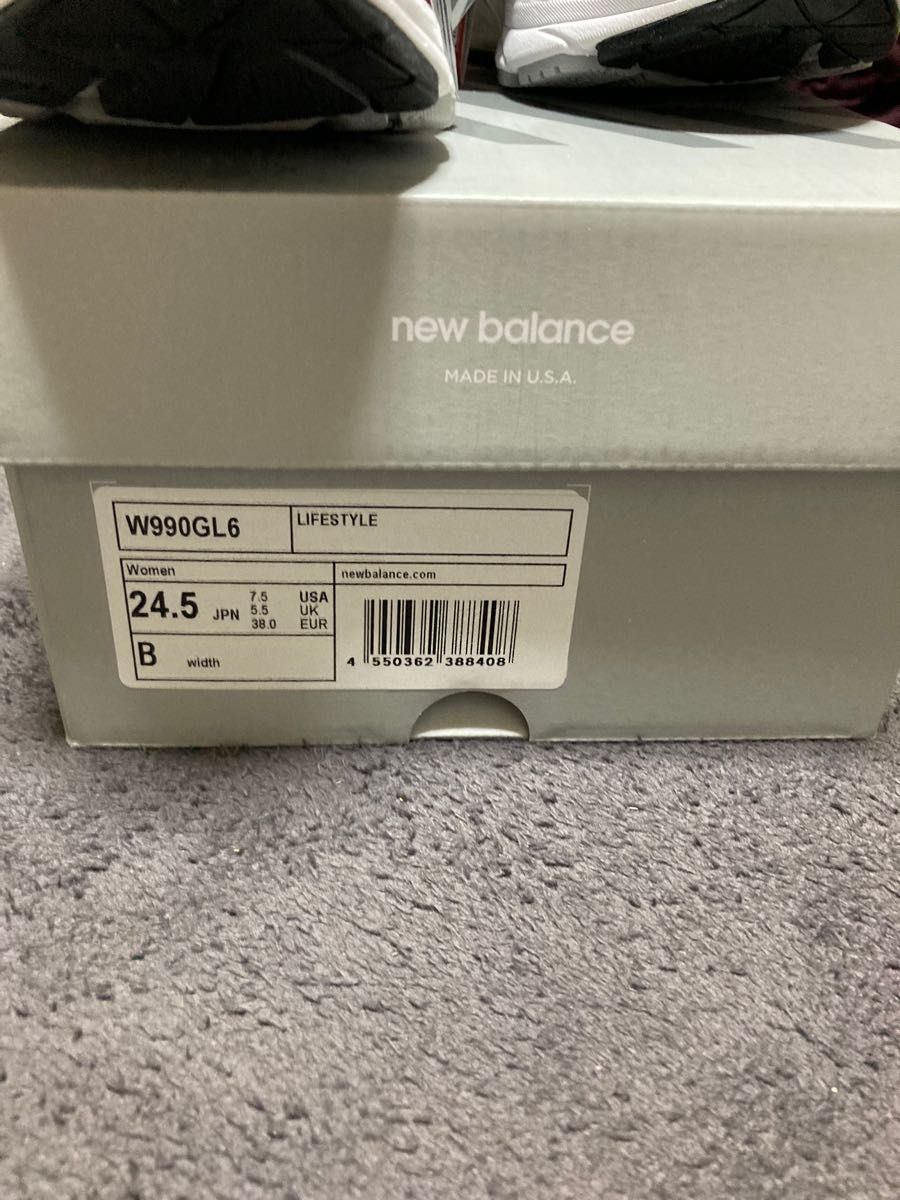 new balance
MADE IN U.S.A.
W990GL6
LIFESTYLE
Women
newbalance.com
24.5 JPN
7.5 USA
5.5 UK
38.0 EUR
B width
4 550362 388408